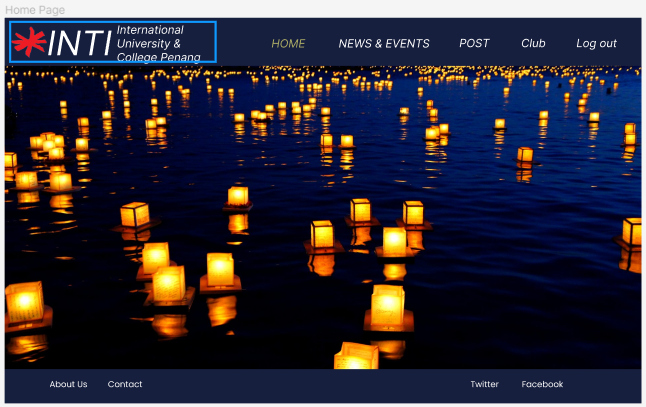 Home Page
INTI International
University &
College Penang
HOME NEWS & EVENTS POST Club Log out
About Us Contact Twitter Facebook